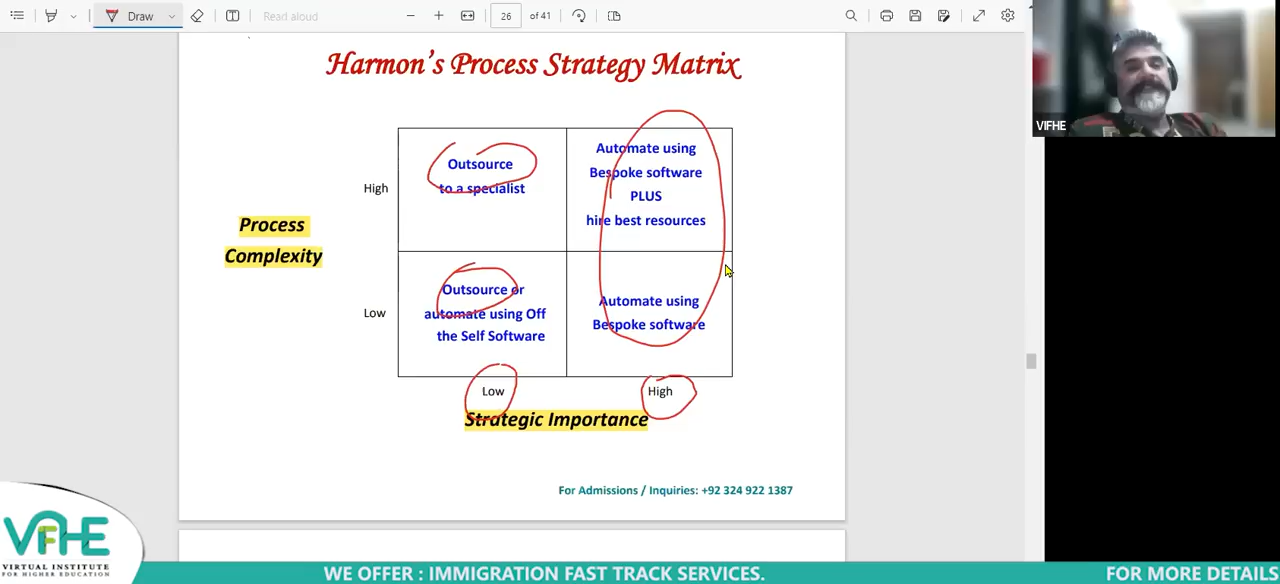 Draw
Read aloud
26
of 41
Harmon's Process Strategy Matrix
VIFHE
High
Outsource
to a specialist
Automate using
Bespoke software
PLUS
hire best resources
Process
Complexity
Low
Outsource or
automate using Off
the Self Software
Automate using
Bespoke software
Low
High
Strategic Importance
For Admissions / Inquiries: +92 324 922 1387
VIFHE
VIRTUAL INSTITUTE
FOR HIGHER EDUCATION
WE OFFER : IMMIGRATION FAST TRACK SERVICES.
FOR MORE DETAILS